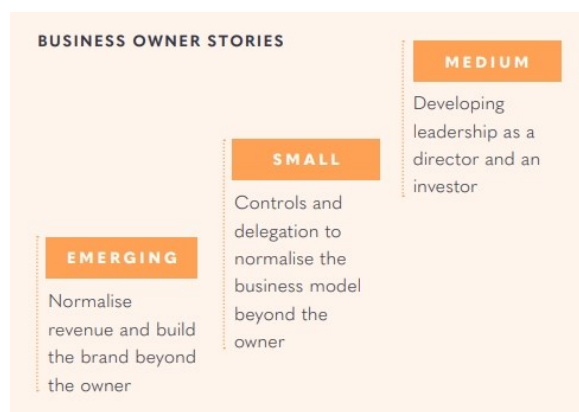 BUSINESS OWNER STORIES
EMERGING
Normalise
revenue and build
the brand beyond
the owner
SMALL
Controls and
delegation to
normalise the
business model
beyond the
owner
MEDIUM
Developing
leadership as a
director and an
investor